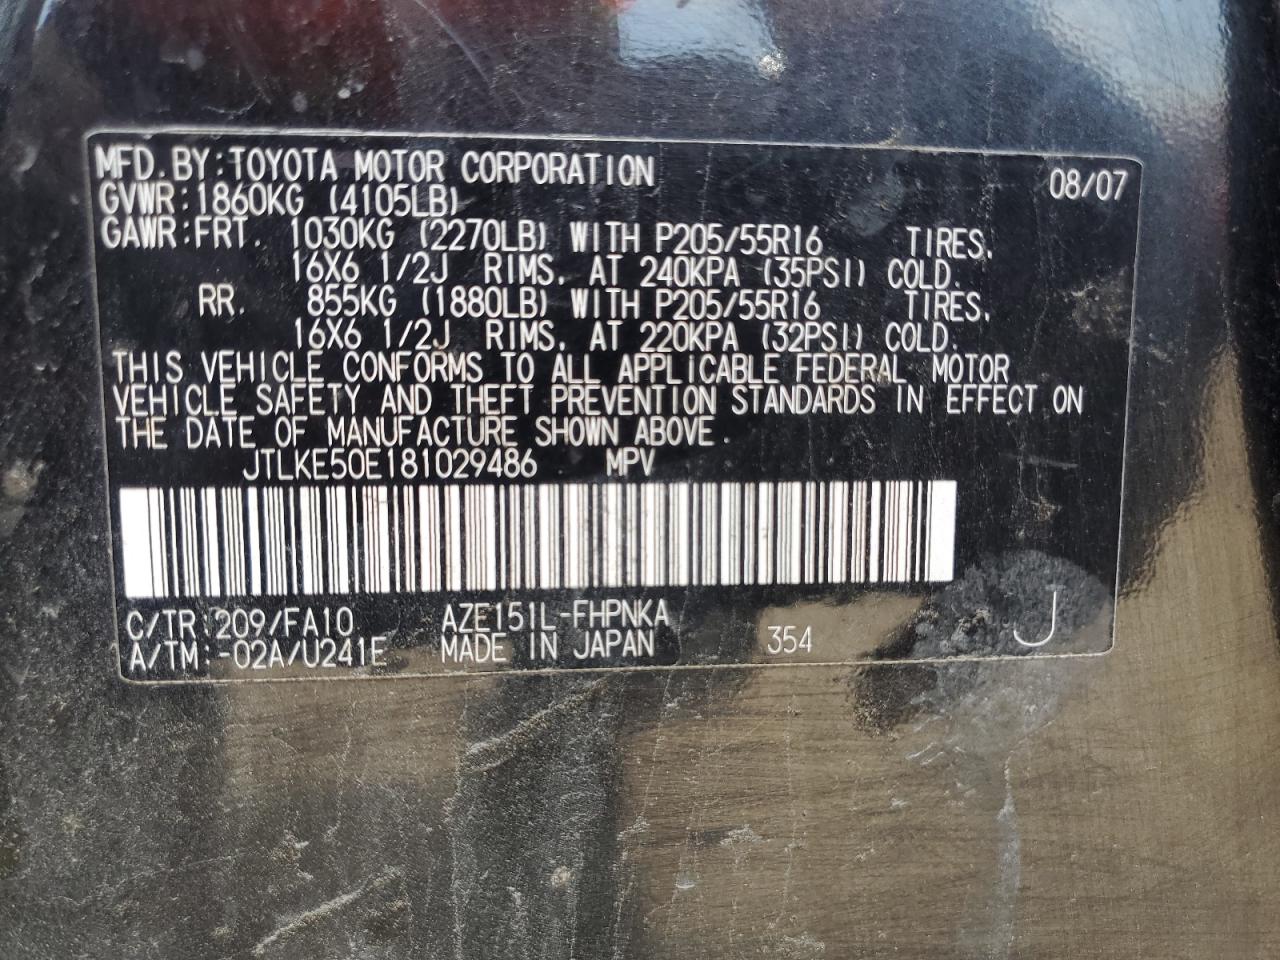 MFD.BY:TOYOTA MOTOR CORPORATION 08/07
GVWR:1860KG (4105LB)
GAWR:FRT. 1030KG (2270LB) WITH P205/55R16 TIRES,
16X6 1/2J RIMS, AT 240KPA (35PSI) COLD.
RR. 855KG (1880LB) WITH P205/55R16 TIRES,
16X6 1/2J RIMS, AT 220KPA (32PSI) COLD.
THIS VEHICLE CONFORMS TO ALL APPLICABLE FEDERAL MOTOR
VEHICLE SAFETY AND THEFT PREVENTION STANDARDS IN EFFECT ON
THE DATE OF MANUFACTURE SHOWN ABOVE.
JTLKE50E181029486 MPV
C/TR:209/FA10 AZE151L-FHPNKA
A/TM:-02A/U241E MADE IN JAPAN 354 J